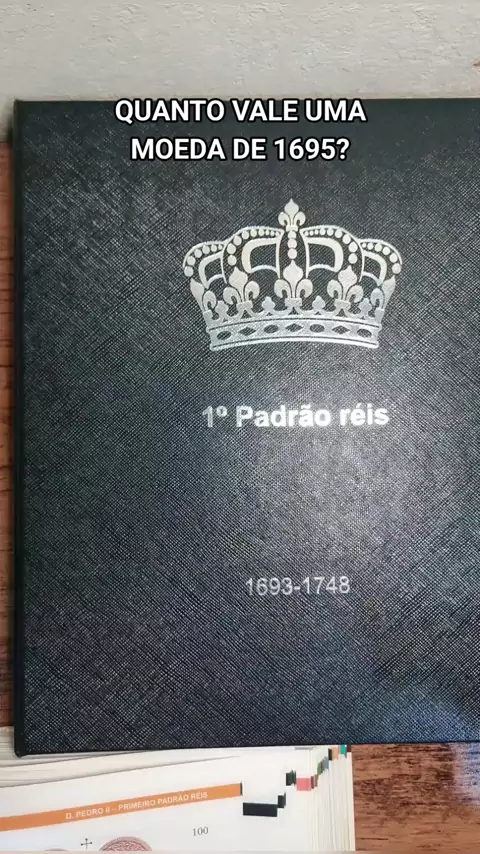 QUANTO VALE UMA
MOEDA DE 1695?
1º Padrão réis
1693-1748
D. PEDRO II – PRIMEIRO PADRÃO RÉIS
100